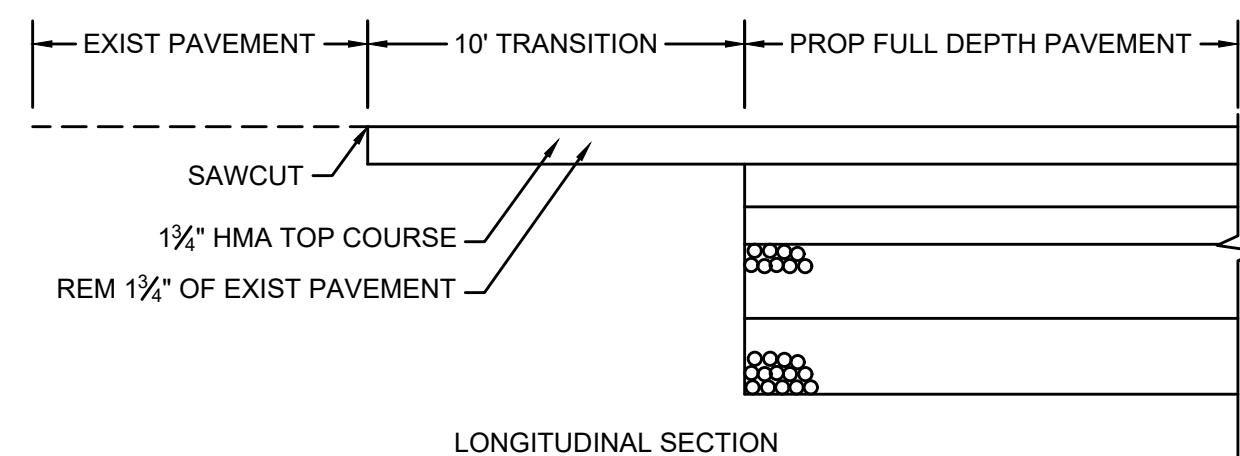 EXIST PAVEMENT
10' TRANSITION
PROP FULL DEPTH PAVEMENT
SAWCUT
1¾" HMA TOP COURSE
REM 1¾" OF EXIST PAVEMENT
LONGITUDINAL SECTION